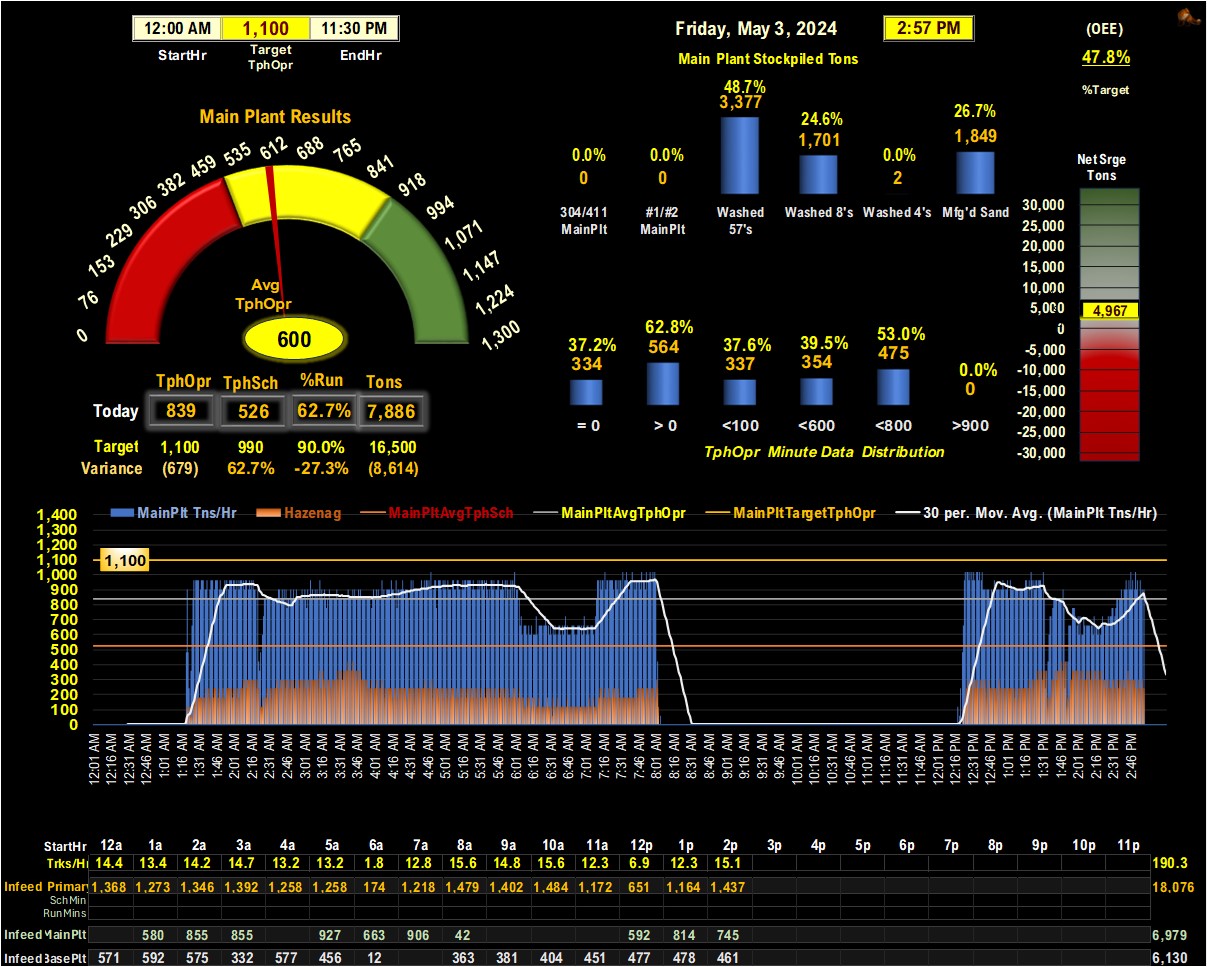 12:00 AM 1,100 11:30 PM
StartHr Target TphOpr EndHr
Friday, May 3, 2024 2:57 PM
(OEE)
47.8%
%Target
Main Plant Stockpiled Tons
48.7% 24.6% 26.7%
3,377 1,701 1,849
0.0% 0.0% 0.0%
0 0 2
304/411 MainPlt #1/#2 MainPlt Washed 57's Washed 8's Washed 4's Mfg'd Sand
Main Plant Results
0 76 153 229 306 382 459 535 612 688 765 841 918 994 1,071 1,147 1,224 1,300
Avg
TphOpr
600
TphOpr TphSch %Run Tons
Today 839 526 62.7% 7,886
Target 1,100 990 90.0% 16,500
Variance (679) 62.7% -27.3% (8,614)
37.2% 62.8% 37.6% 39.5% 53.0% 0.0%
334 564 337 354 475 0
= 0 > 0 <100 <600 <800 >900
TphOpr Minute Data Distribution
Net Srge
Tons
30,000
25,000
20,000
15,000
10,000
5,000
4,967
0
-5,000
-10,000
-15,000
-20,000
-25,000
-30,000
MainPlt Tns/Hr Hazenag MainPltAvgTphSch MainPltAvgTphOpr MainPltTargetTphOpr 30 per. Mov. Avg. (MainPlt Tns/Hr)
1,400
1,300
1,200
1,100
1,100
1,000
900
800
700
600
500
400
300
200
100
0
12:01 AM 12:16 AM 12:31 AM 12:46 AM 1:01 AM 1:16 AM 1:31 AM 1:46 AM 2:01 AM 2:16 AM 2:31 AM 2:46 AM 3:01 AM 3:16 AM 3:31 AM 3:46 AM 4:01 AM 4:16 AM 4:31 AM 4:46 AM 5:01 AM 5:16 AM 5:31 AM 5:46 AM 6:01 AM 6:16 AM 6:31 AM 6:46 AM 7:01 AM 7:16 AM 7:31 AM 7:46 AM 8:01 AM 8:16 AM 8:31 AM 8:46 AM 9:01 AM 9:16 AM 9:31 AM 9:46 AM 10:01 AM 10:16 AM 10:31 AM 10:46 AM 11:01 AM 11:16 AM 11:31 AM 11:46 AM 12:01 PM 12:16 PM 12:31 PM 12:46 PM 1:01 PM 1:16 PM 1:31 PM 1:46 PM 2:01 PM 2:16 PM 2:31 PM 2:46 PM
StartHr 12a 1a 2a 3a 4a 5a 6a 7a 8a 9a 10a 11a 12p 1p 2p 3p 4p 5p 6p 7p 8p 9p 10p 11p
Trks/Hr 14.4 13.4 14.2 14.7 13.2 13.2 1.8 12.8 15.6 14.8 15.6 12.3 6.9 12.3 15.1 190.3
Infeed Primary 1,368 1,273 1,346 1,392 1,258 1,258 174 1,218 1,479 1,402 1,484 1,172 651 1,164 1,437 18,076
Sch Min
Run Mins
Infeed MainPlt 580 855 855 927 663 906 42 592 814 745 6,979
Infeed BasePlt 571 592 575 332 577 456 12 363 381 404 451 477 478 461 6,130